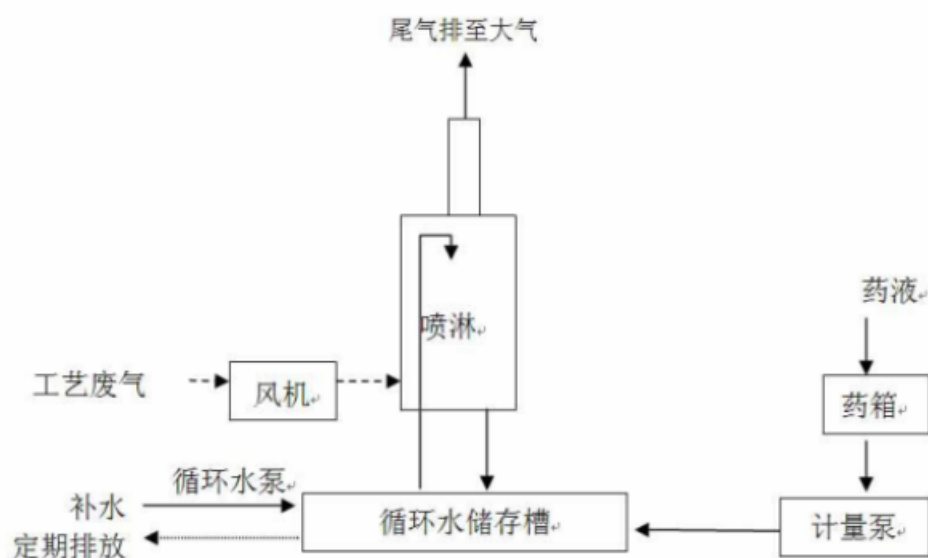 尾气排至大气
药液
喷淋
工艺废气
风机
药箱
循环水泵
补水
循环水储存槽
计量泵
定期排放